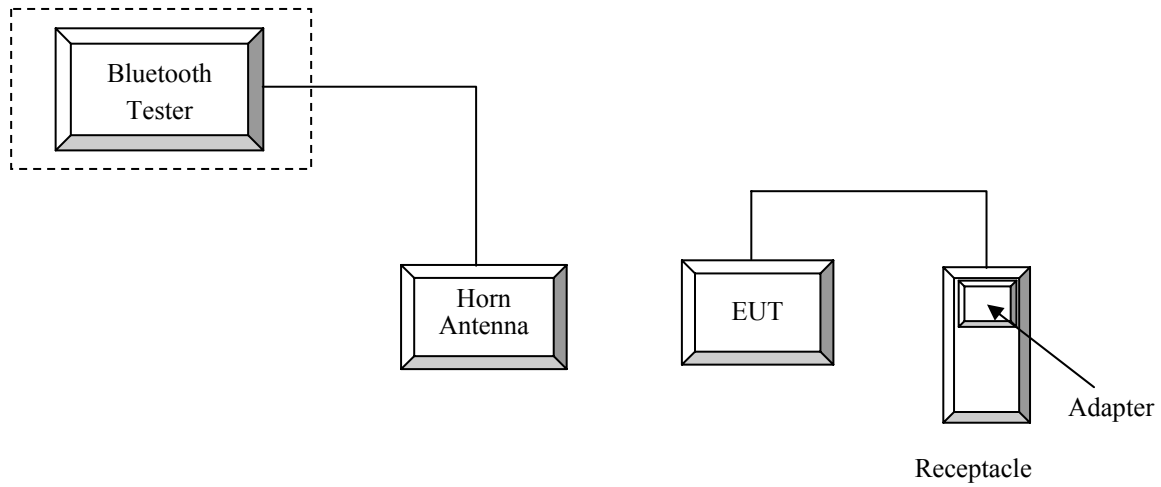 Bluetooth
Tester
Horn
Antenna
EUT
Adapter
Receptacle